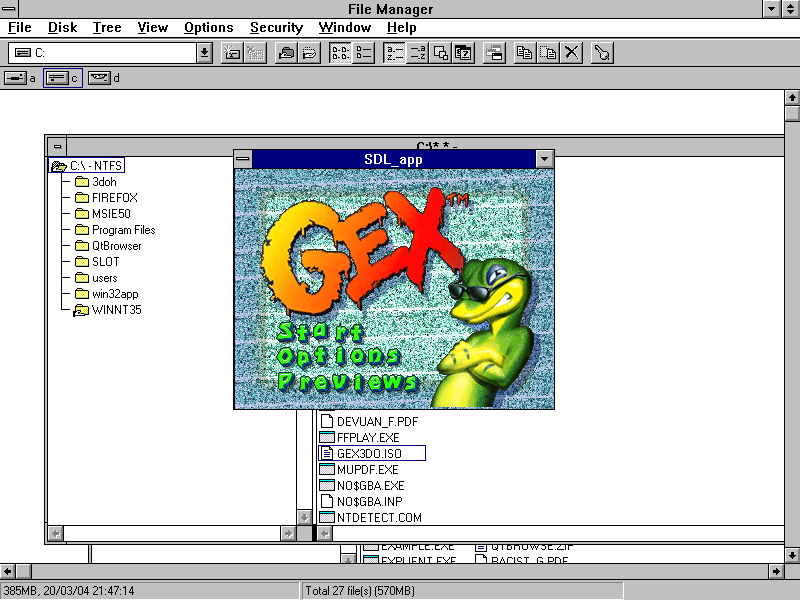 File Manager
File Disk Tree View Options Security Window Help
C:
a c d
C:\*.* -
C:\ - NTFS
3doh
FIREFOX
MSIE50
Program Files
QtBrowser
SLOT
users
win32app
WINNT35
SDL_app
GEX TM
Start
Options
Previews
DEVUAN_F.PDF
FFPLAY.EXE
GEX3DO.ISO
MUPDF.EXE
NO$GBA.EXE
NO$GBA.INP
NTDETECT.COM
EXAMPLE.EXE QTBROWSE.ZIP
EXPLIENT.EXE RACIST_G.PDF
385MB, 20/03/04 21:47:14 Total 27 file(s) (570MB)